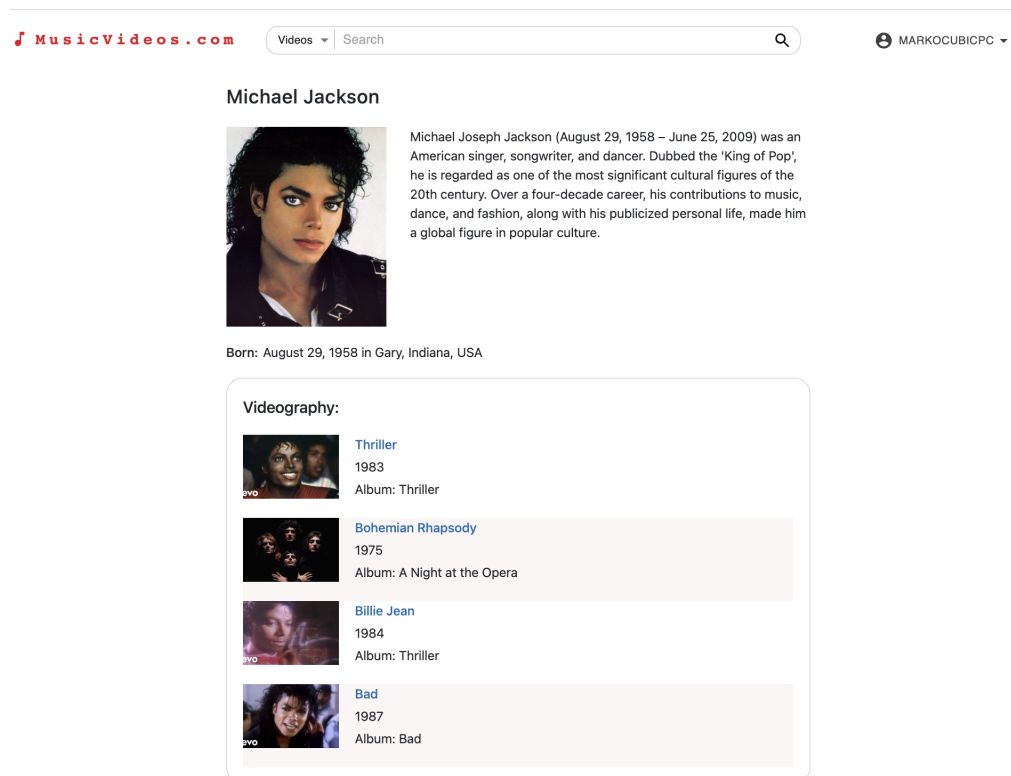 MusicVideos.com
Videos
Search
MARKOCUBICPC
Michael Jackson
Michael Joseph Jackson (August 29, 1958 – June 25, 2009) was an
American singer, songwriter, and dancer. Dubbed the 'King of Pop',
he is regarded as one of the most significant cultural figures of the
20th century. Over a four-decade career, his contributions to music,
dance, and fashion, along with his publicized personal life, made him
a global figure in popular culture.
Born: August 29, 1958 in Gary, Indiana, USA
Videography:
Thriller
1983
Album: Thriller
evo
Bohemian Rhapsody
1975
Album: A Night at the Opera
Billie Jean
1984
Album: Thriller
evo
Bad
1987
Album: Bad
evo